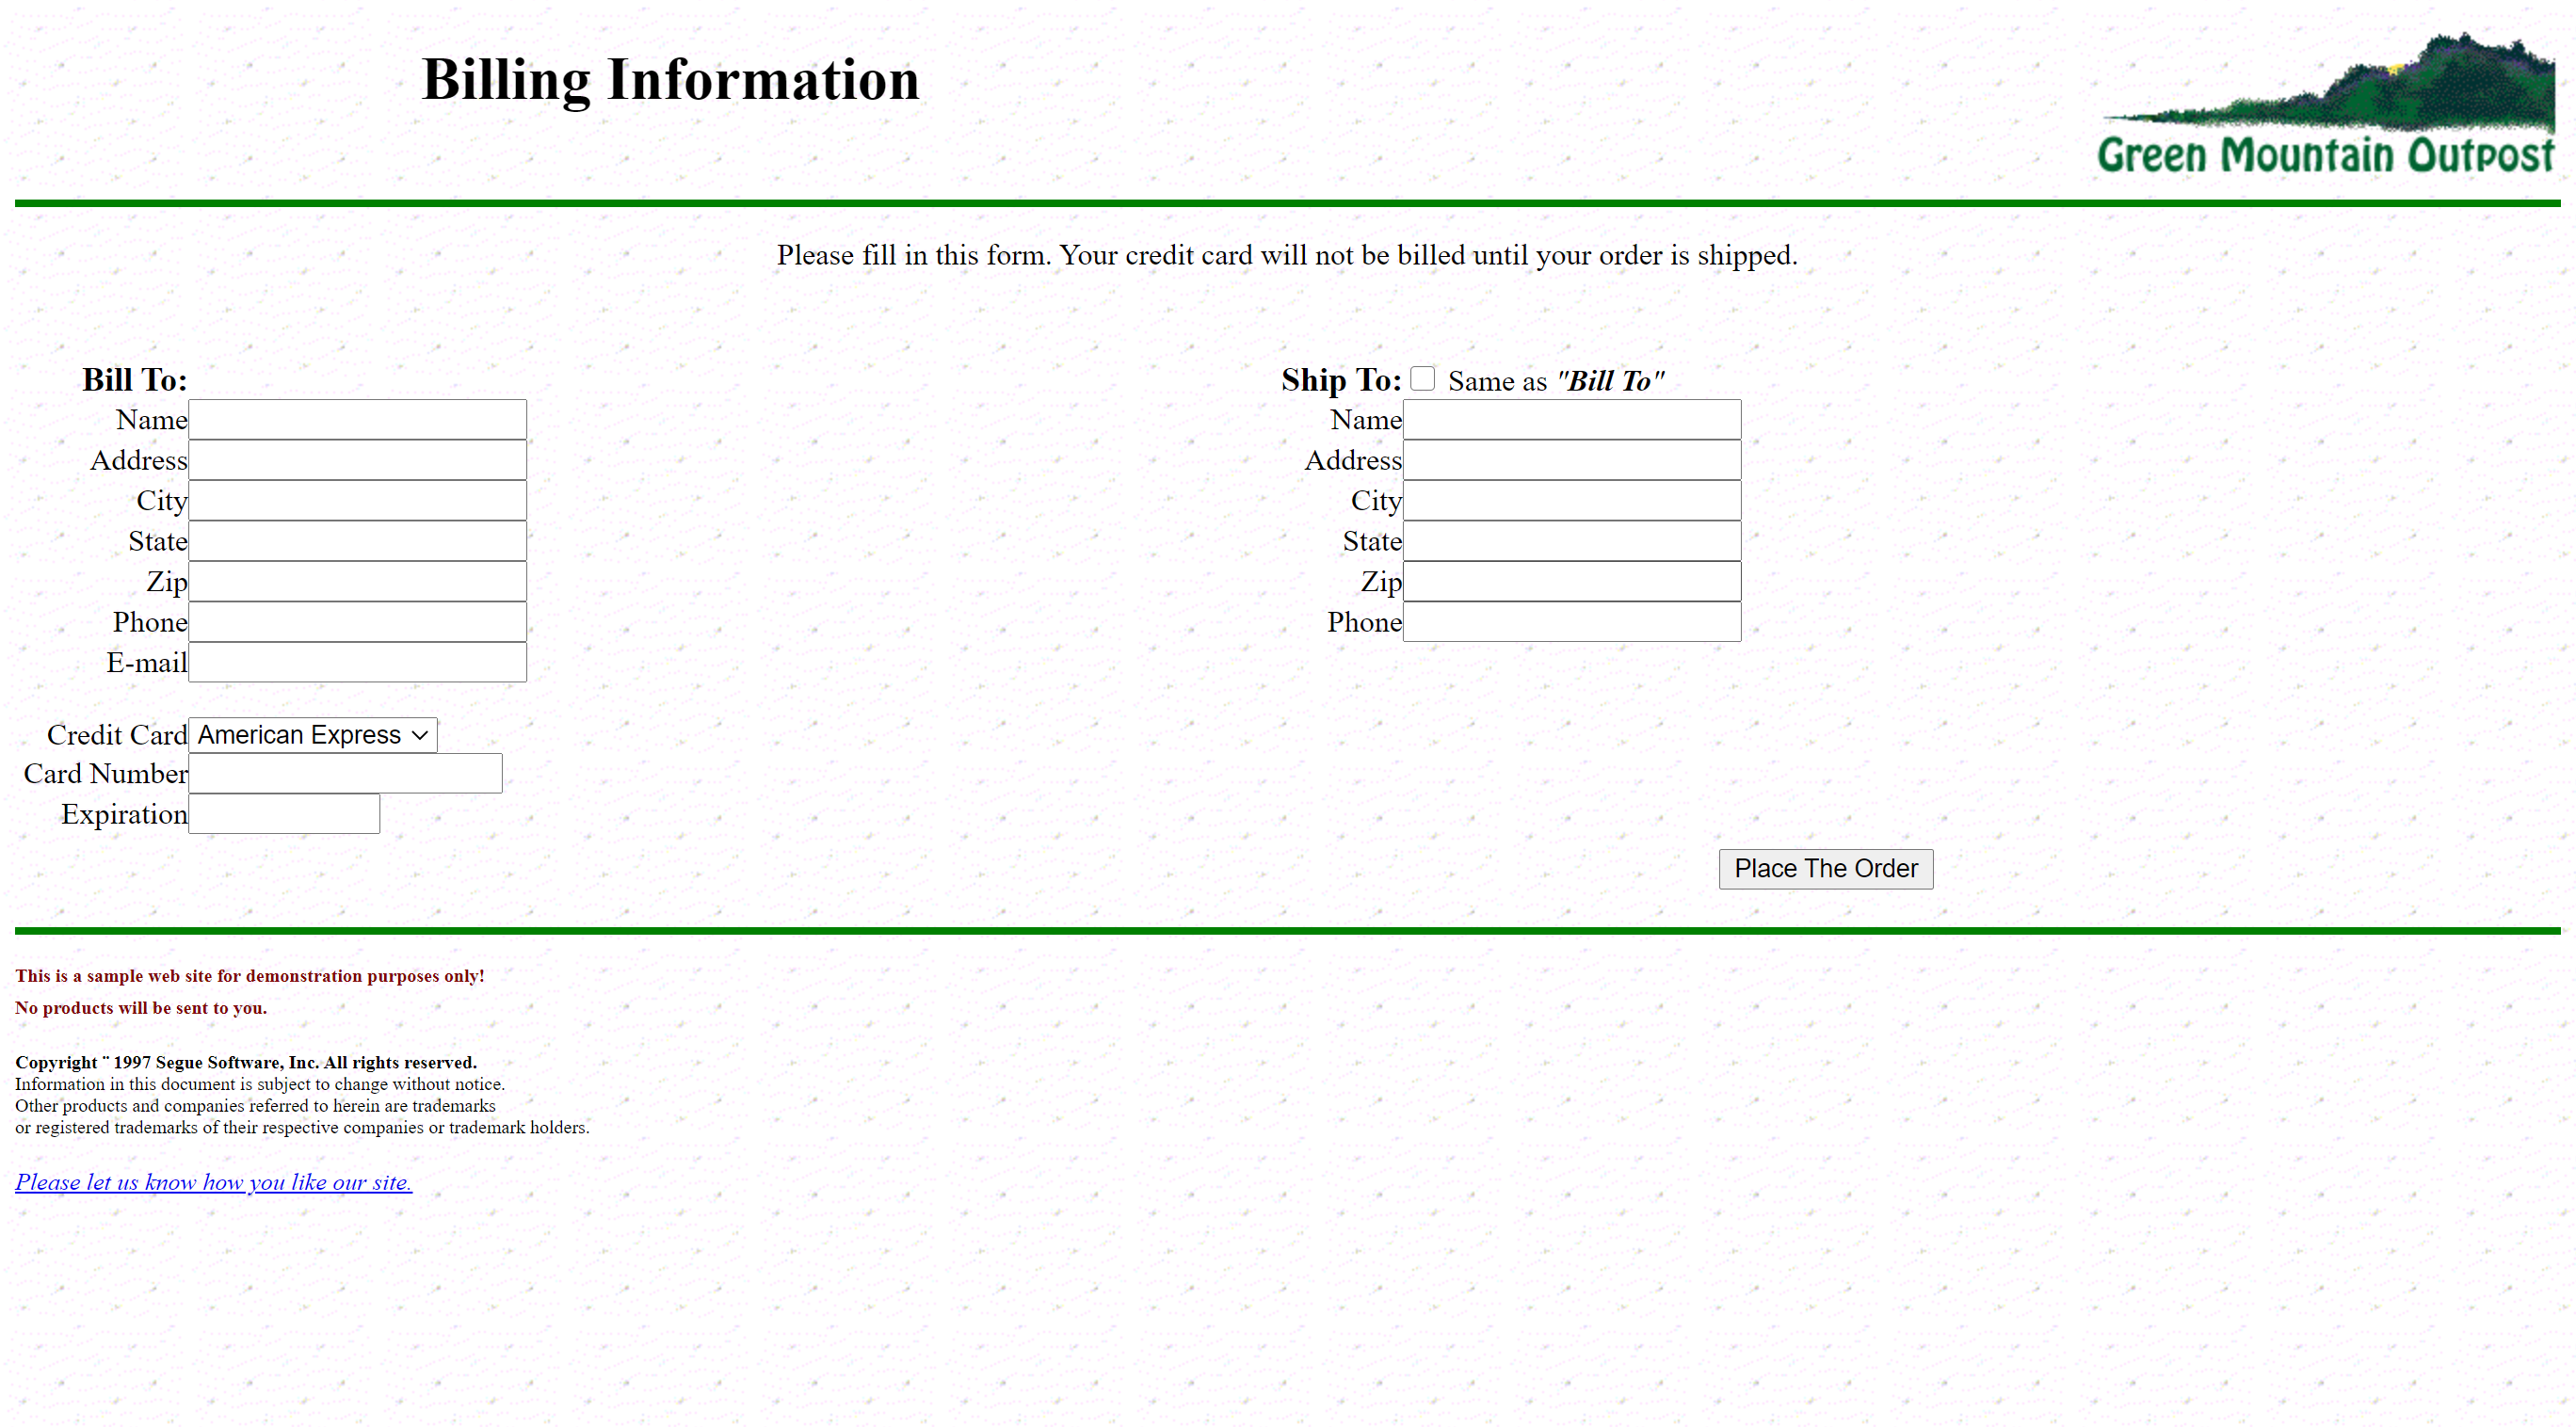 Billing Information
Green Mountain Outpost
Please fill in this form. Your credit card will not be billed until your order is shipped.
Bill To:
Name
Address
City
State
Zip
Phone
E-mail
Credit Card American Express
Card Number
Expiration
Ship To: Same as "Bill To"
Name
Address
City
State
Zip
Phone
Place The Order
This is a sample web site for demonstration purposes only!
No products will be sent to you.
Copyright ¨ 1997 Segue Software, Inc. All rights reserved.
Information in this document is subject to change without notice.
Other products and companies referred to herein are trademarks
or registered trademarks of their respective companies or trademark holders.
Please let us know how you like our site.